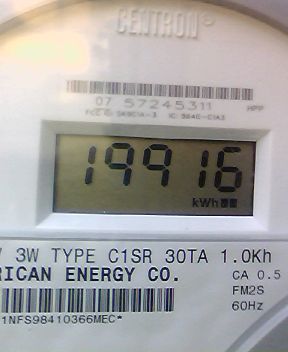 CENTRON®
07 57245311 HPP
19916
kWh
3W TYPE C1SR 30TA 1.0Kh
RICAN ENERGY CO. CA 0.5
FM2S
1NFS98410366MEC* 60Hz